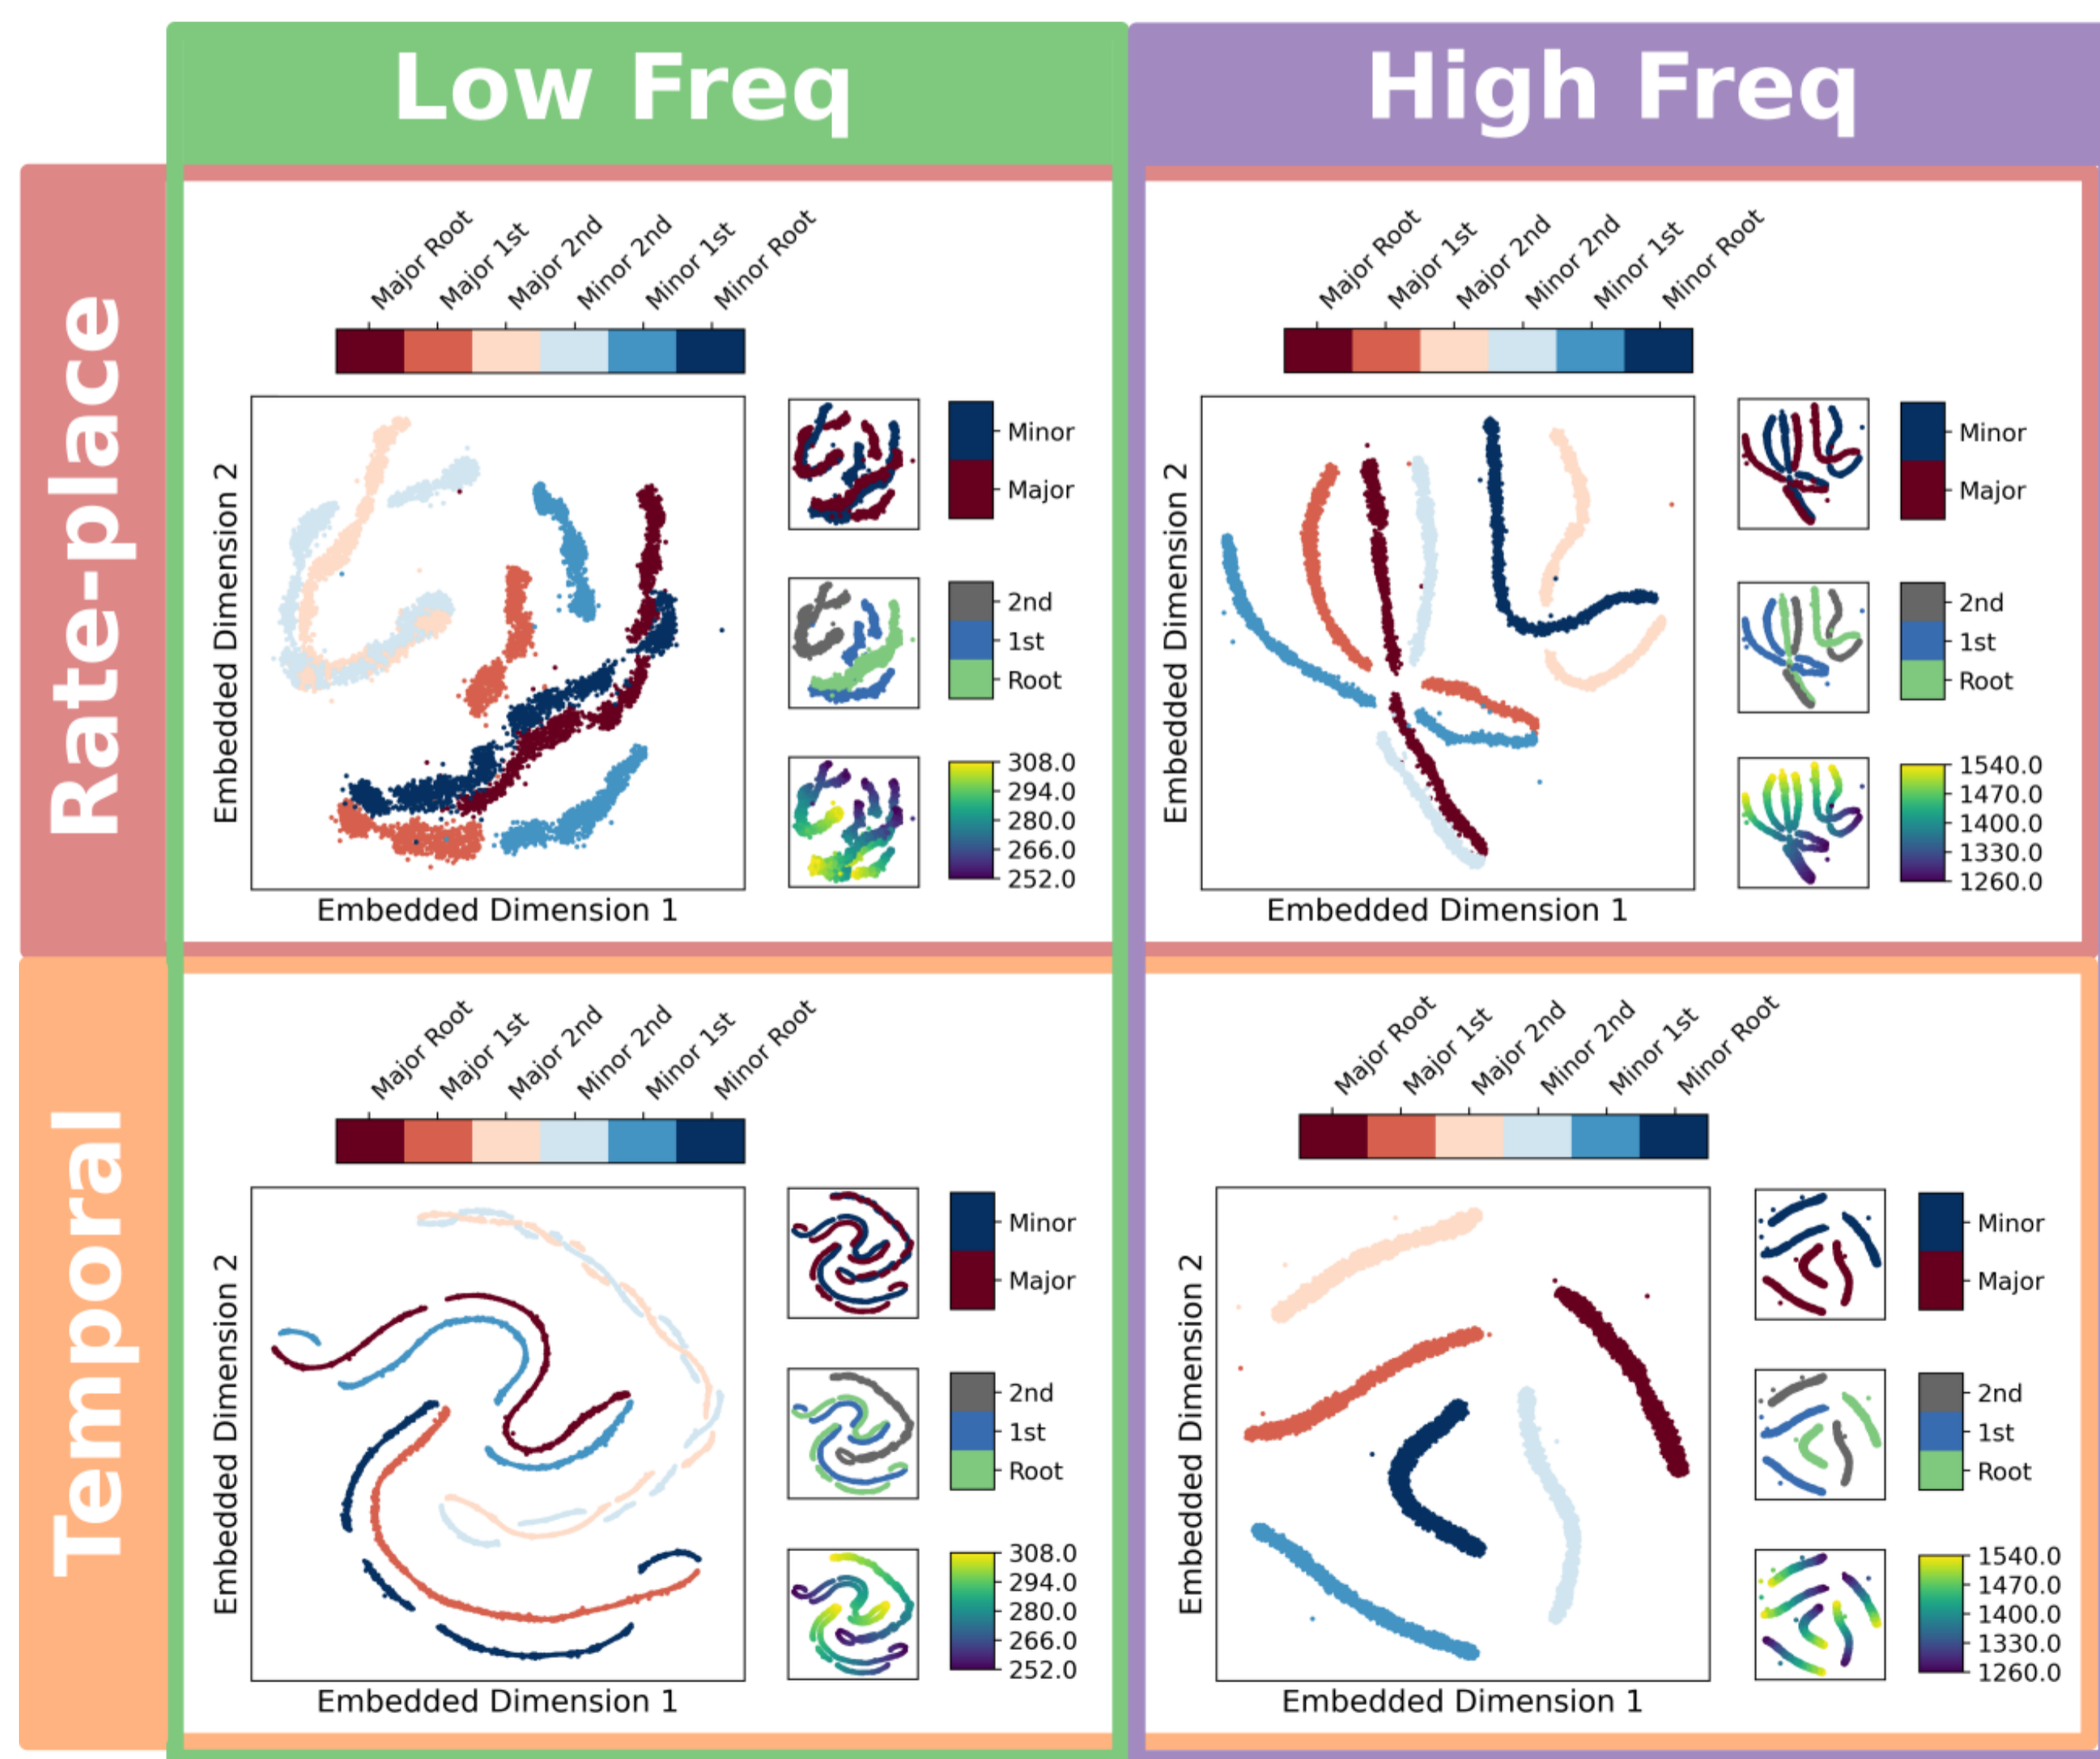 Low Freq
High Freq
Rate-place
Major Root
Major 1st
Major 2nd
Minor 2nd
Minor 1st
Minor Root
Embedded Dimension 2
Embedded Dimension 1
Minor
Major
2nd
1st
Root
308.0
294.0
280.0
266.0
252.0
Major Root
Major 1st
Major 2nd
Minor 2nd
Minor 1st
Minor Root
Embedded Dimension 2
Embedded Dimension 1
Minor
Major
2nd
1st
Root
1540.0
1470.0
1400.0
1330.0
1260.0
Temporal
Major Root
Major 1st
Major 2nd
Minor 2nd
Minor 1st
Minor Root
Embedded Dimension 2
Embedded Dimension 1
Minor
Major
2nd
1st
Root
308.0
294.0
280.0
266.0
252.0
Major Root
Major 1st
Major 2nd
Minor 2nd
Minor 1st
Minor Root
Embedded Dimension 2
Embedded Dimension 1
Minor
Major
2nd
1st
Root
1540.0
1470.0
1400.0
1330.0
1260.0